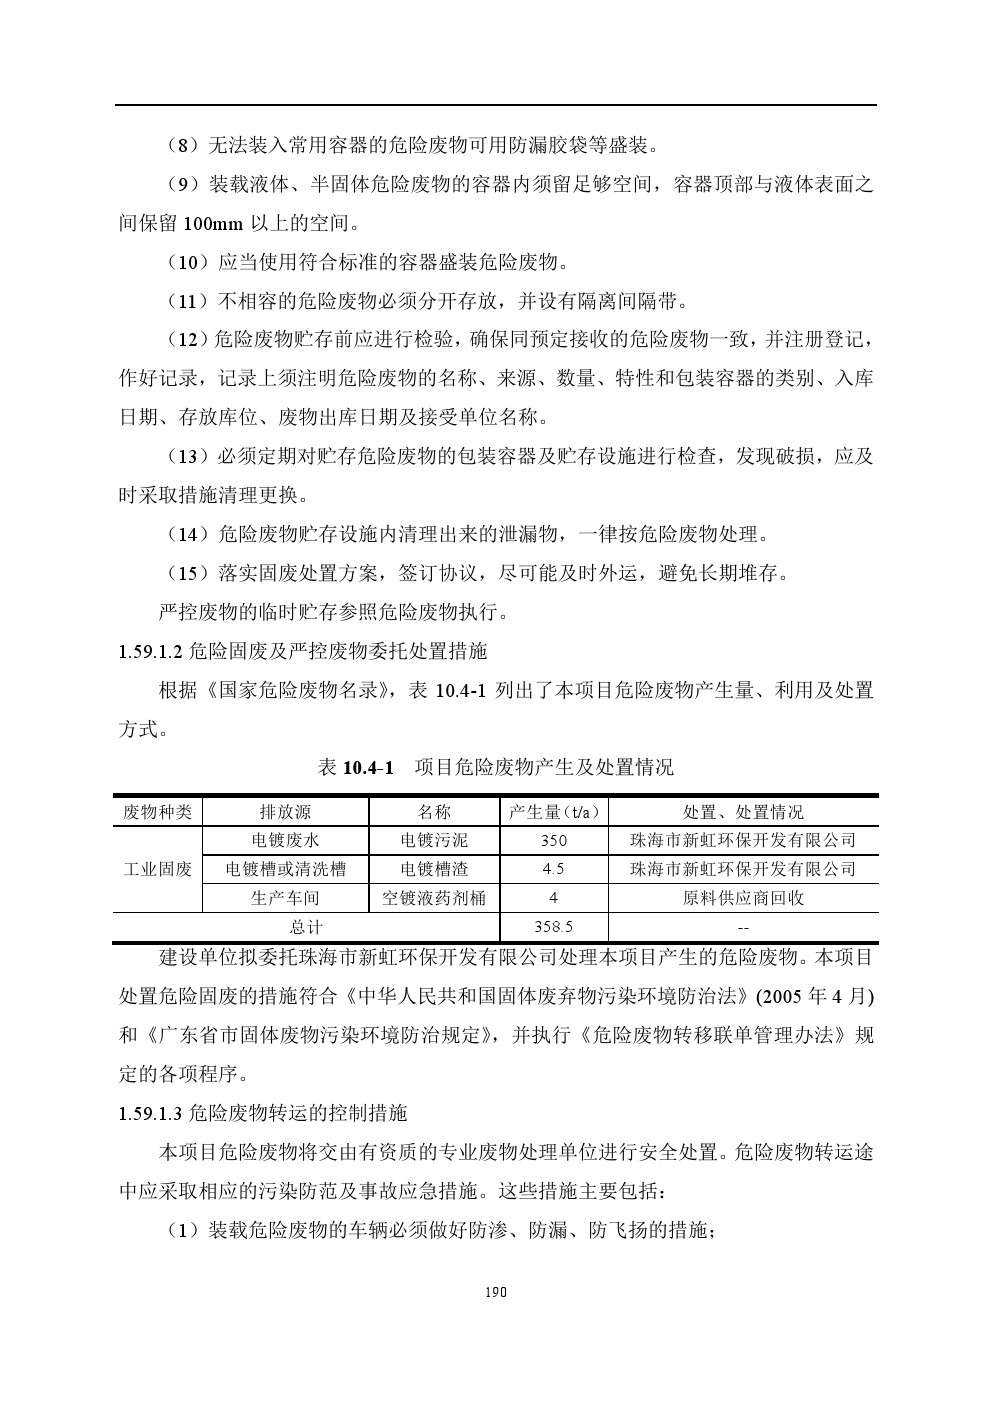 （8）无法装入常用容器的危险废物可用防漏胶袋等盛装。
（9）装载液体、半固体危险废物的容器内须留足够空间，容器顶部与液体表面之
间保留 100mm 以上的空间。
（10）应当使用符合标准的容器盛装危险废物。
（11）不相容的危险废物必须分开存放，并设有隔离间隔带。
（12）危险废物贮存前应进行检验，确保同预定接收的危险废物一致，并注册登记，
作好记录，记录上须注明危险废物的名称、来源、数量、特性和包装容器的类别、入库
日期、存放库位、废物出库日期及接受单位名称。
（13）必须定期对贮存危险废物的包装容器及贮存设施进行检查，发现破损，应及
时采取措施清理更换。
（14）危险废物贮存设施内清理出来的泄漏物，一律按危险废物处理。
（15）落实固废处置方案，签订协议，尽可能及时外运，避免长期堆存。
严控废物的临时贮存参照危险废物执行。
1.59.1.2 危险固废及严控废物委托处置措施
根据《国家危险废物名录》，表 10.4-1 列出了本项目危险废物产生量、利用及处置
方式。
表 10.4-1 项目危险废物产生及处置情况
废物种类 排放源 名称 产生量（t/a） 处置、处置情况
电镀废水 电镀污泥 350 珠海市新虹环保开发有限公司
工业固废 电镀槽或清洗槽 电镀槽渣 4.5 珠海市新虹环保开发有限公司
生产车间 空镀液药剂桶 4 原料供应商回收
总计 358.5 --
建设单位拟委托珠海市新虹环保开发有限公司处理本项目产生的危险废物。本项目
处置危险固废的措施符合《中华人民共和国固体废弃物污染环境防治法》(2005 年 4 月)
和《广东省市固体废物污染环境防治规定》，并执行《危险废物转移联单管理办法》规
定的各项程序。
1.59.1.3 危险废物转运的控制措施
本项目危险废物将交由有资质的专业废物处理单位进行安全处置。危险废物转运途
中应采取相应的污染防范及事故应急措施。这些措施主要包括：
（1）装载危险废物的车辆必须做好防渗、防漏、防飞扬的措施；
190